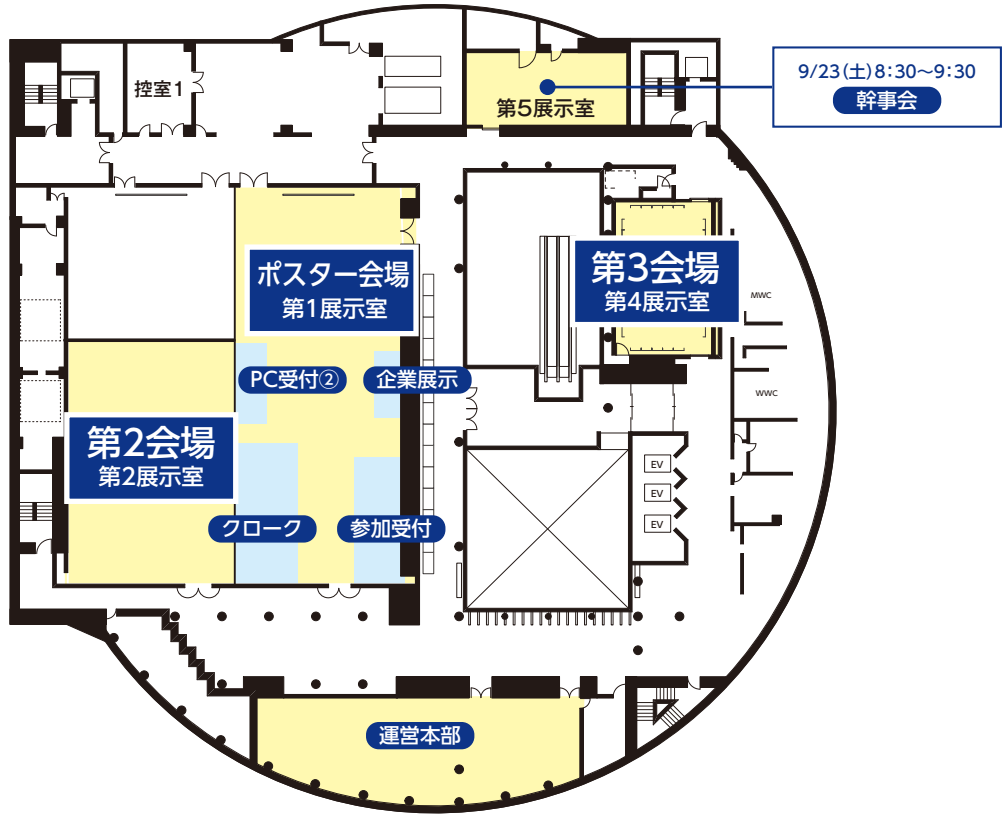 控室1
第5展示室
9/23(土)8:30〜9:30
幹事会
ポスター会場
第1展示室
第3会場
第4展示室
MWC
PC受付②
企業展示
WWC
第2会場
第2展示室
EV
EV
EV
クローク
参加受付
運営本部